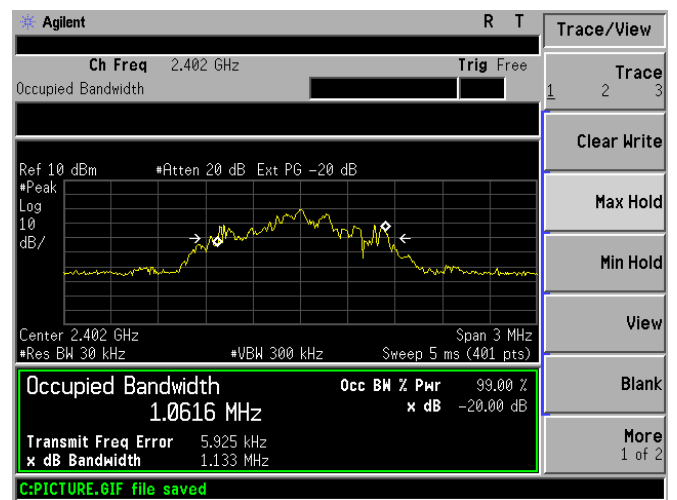 Agilent R T
Trace/View
Ch Freq 2.402 GHz Trig Free
Occupied Bandwidth
Trace
1 2 3
Clear Write
Max Hold
Min Hold
View
Blank
More
1 of 2
Ref 10 dBm #Atten 20 dB Ext PG -20 dB
#Peak
Log
10
dB/
Center 2.402 GHz Span 3 MHz
#Res BW 30 kHz #VBW 300 kHz Sweep 5 ms (401 pts)
Occupied Bandwidth Occ BW % Pwr 99.00 %
1.0616 MHz x dB -20.00 dB
Transmit Freq Error 5.925 kHz
x dB Bandwidth 1.133 MHz
C:PICTURE.GIF file saved